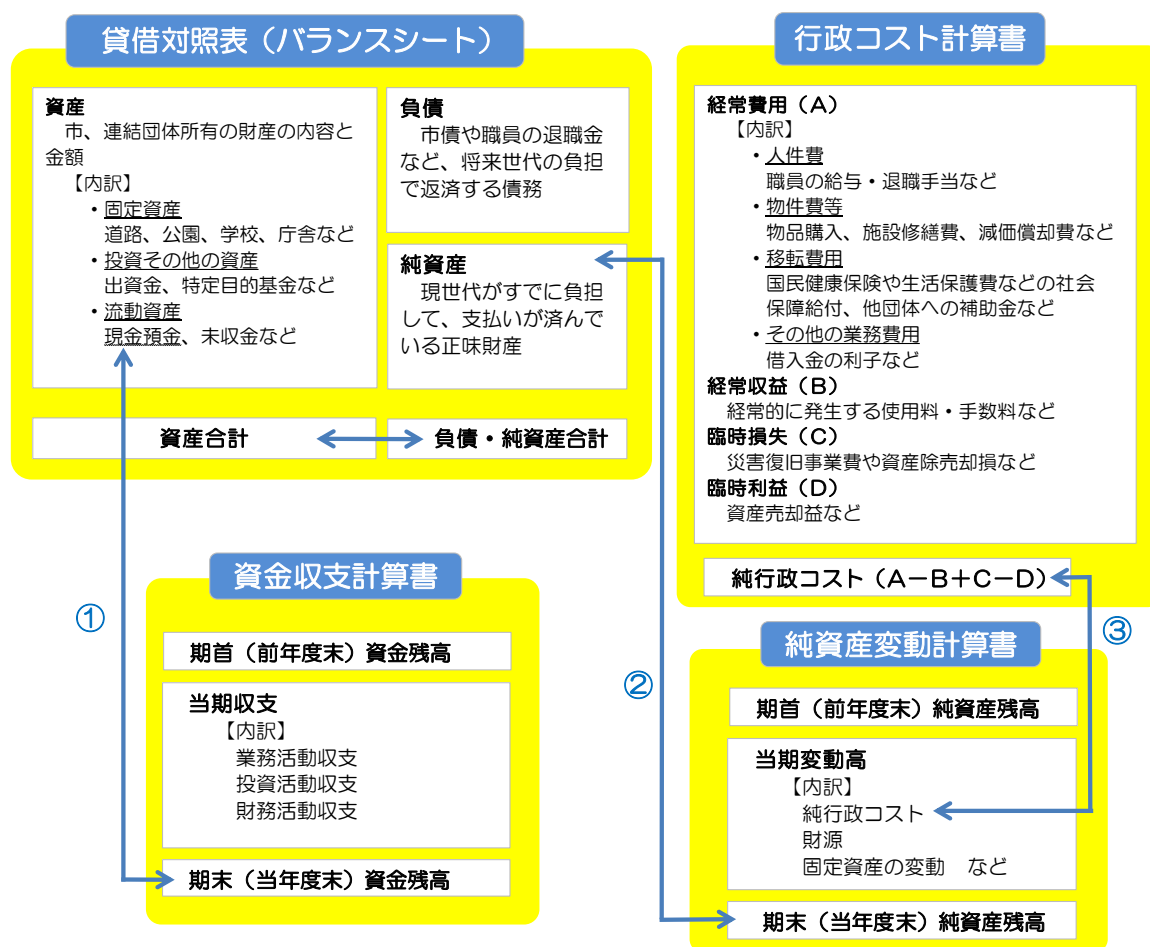 貸借対照表（バランスシート）
資産
市、連結団体所有の財産の内容と
金額
【内訳】
・固定資産
道路、公園、学校、庁舎など
・投資その他の資産
出資金、特定目的基金など
・流動資産
現金預金、未収金など
負債
市債や職員の退職金
など、将来世代の負担
で返済する債務
純資産
現世代がすでに負担
して、支払いが済んで
いる正味財産
資産合計
負債・純資産合計
行政コスト計算書
経常費用（A）
【内訳】
・人件費
職員の給与・退職手当など
・物件費等
物品購入、施設修繕費、減価償却費など
・移転費用
国民健康保険や生活保護費などの社会
保障給付、他団体への補助金など
・その他の業務費用
借入金の利子など
経常収益（B）
経常的に発生する使用料・手数料など
臨時損失（C）
災害復旧事業費や資産除売却損など
臨時利益（D）
資産売却益など
純行政コスト（A－B＋C－D）
①
資金収支計算書
期首（前年度末）資金残高
当期収支
【内訳】
業務活動収支
投資活動収支
財務活動収支
期末（当年度末）資金残高
②
③
純資産変動計算書
期首（前年度末）純資産残高
当期変動高
【内訳】
純行政コスト
財源
固定資産の変動　など
期末（当年度末）純資産残高